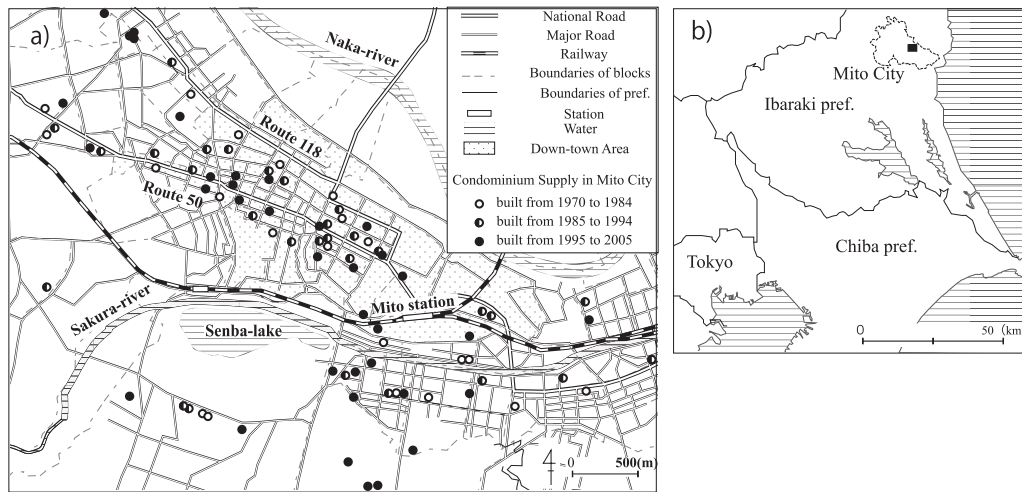 a)
Naka-river
Route 118
Route 50
Sakura-river
Mito station
Senba-lake
4
0 500(m)
National Road
Major Road
Railway
Boundaries of blocks
Boundaries of pref.
Station
Water
Down-town Area
Condominium Supply in Mito City
built from 1970 to 1984
built from 1985 to 1994
built from 1995 to 2005
b)
Mito City
Ibaraki pref.
Chiba pref.
Tokyo
0 50 (km